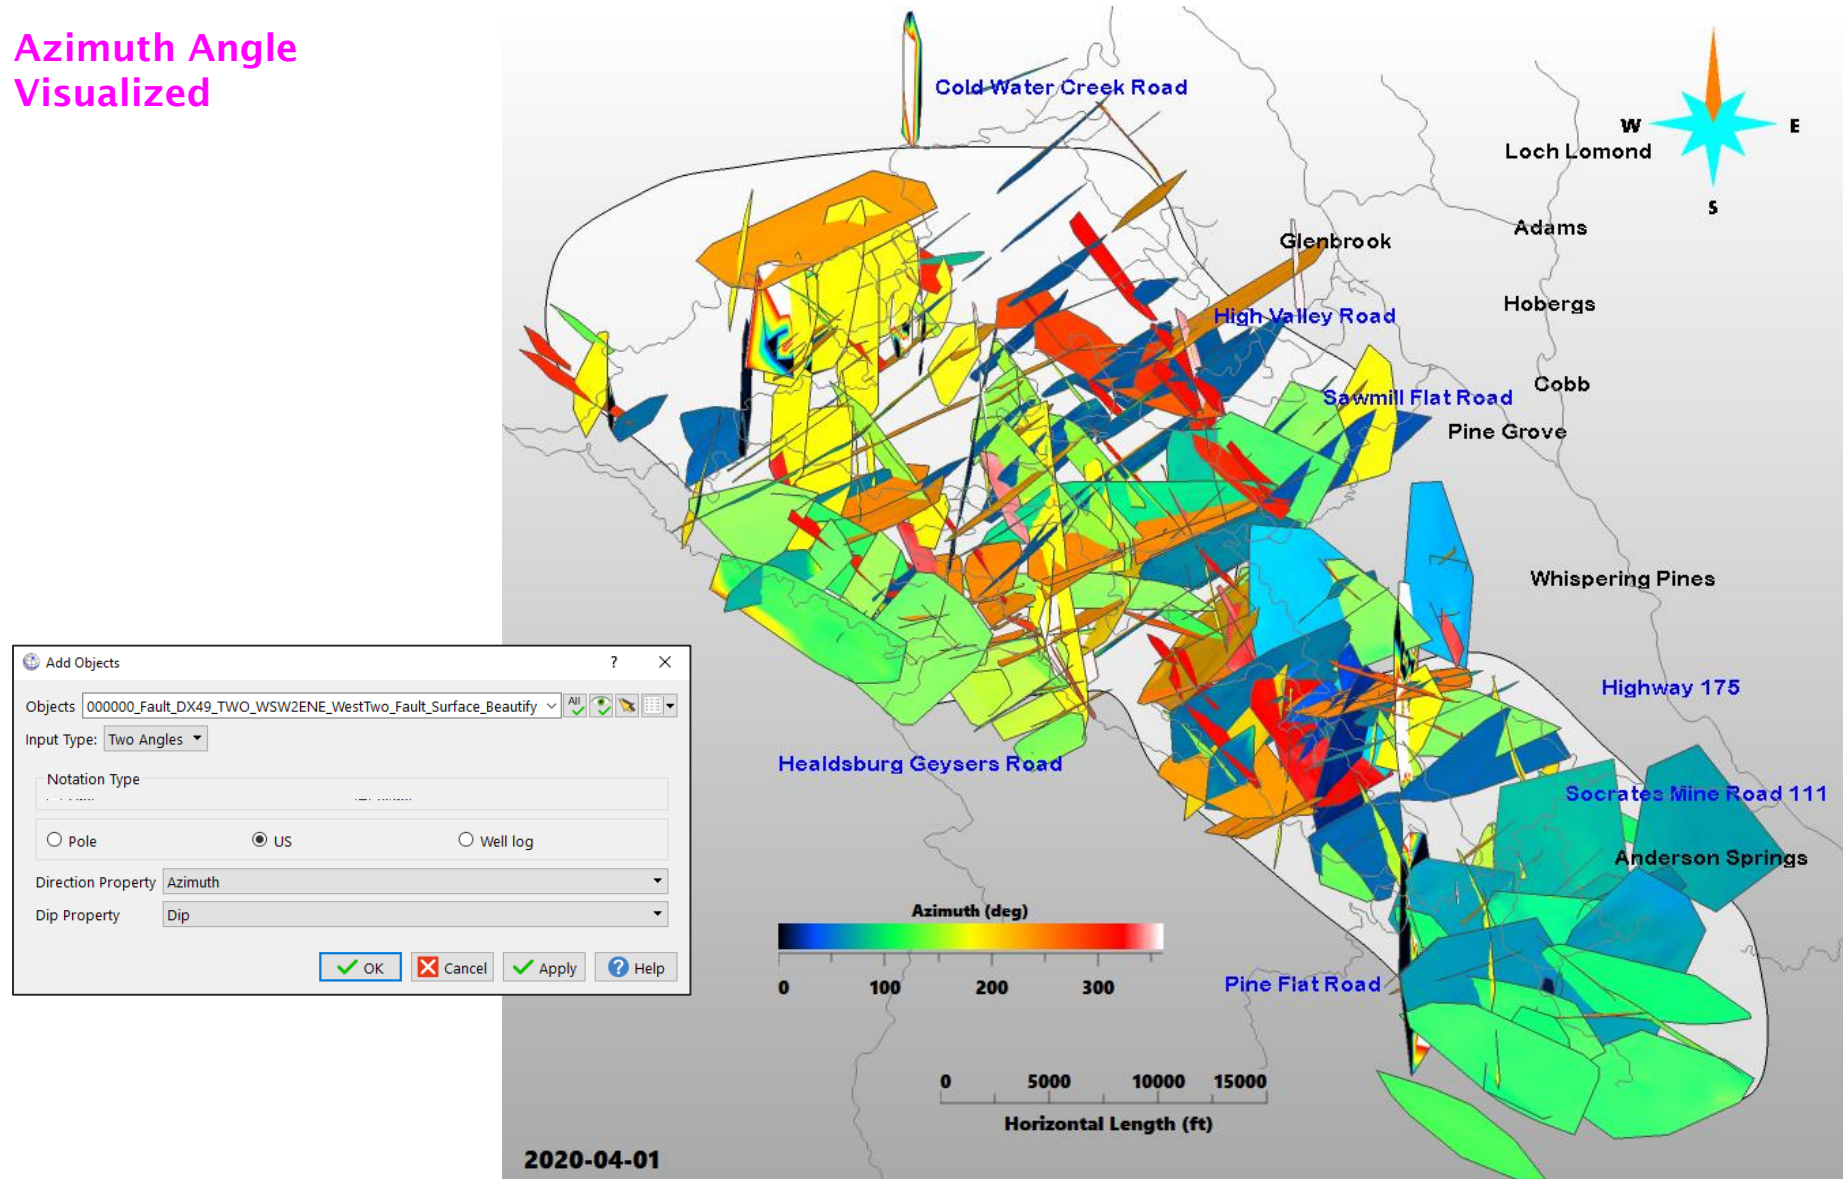 Azimuth Angle
Visualized
Cold Water Creek Road
W
E
S
Loch Lomond
Adams
Glenbrook
Hobergs
High Valley Road
Cobb
Sawmill Flat Road
Pine Grove
Whispering Pines
Highway 175
Healdsburg Geysers Road
Socrates Mine Road 111
Anderson Springs
Pine Flat Road
Add Objects
?
Objects 000000_Fault_DX49_TWO_WSW2ENE_WestTwo_Fault_Surface_Beautify
All
Input Type: Two Angles
Notation Type
Pole US Well log
Direction Property Azimuth
Dip Property Dip
OK Cancel Apply ? Help
Azimuth (deg)
0 100 200 300
0 5000 10000 15000
Horizontal Length (ft)
2020-04-01